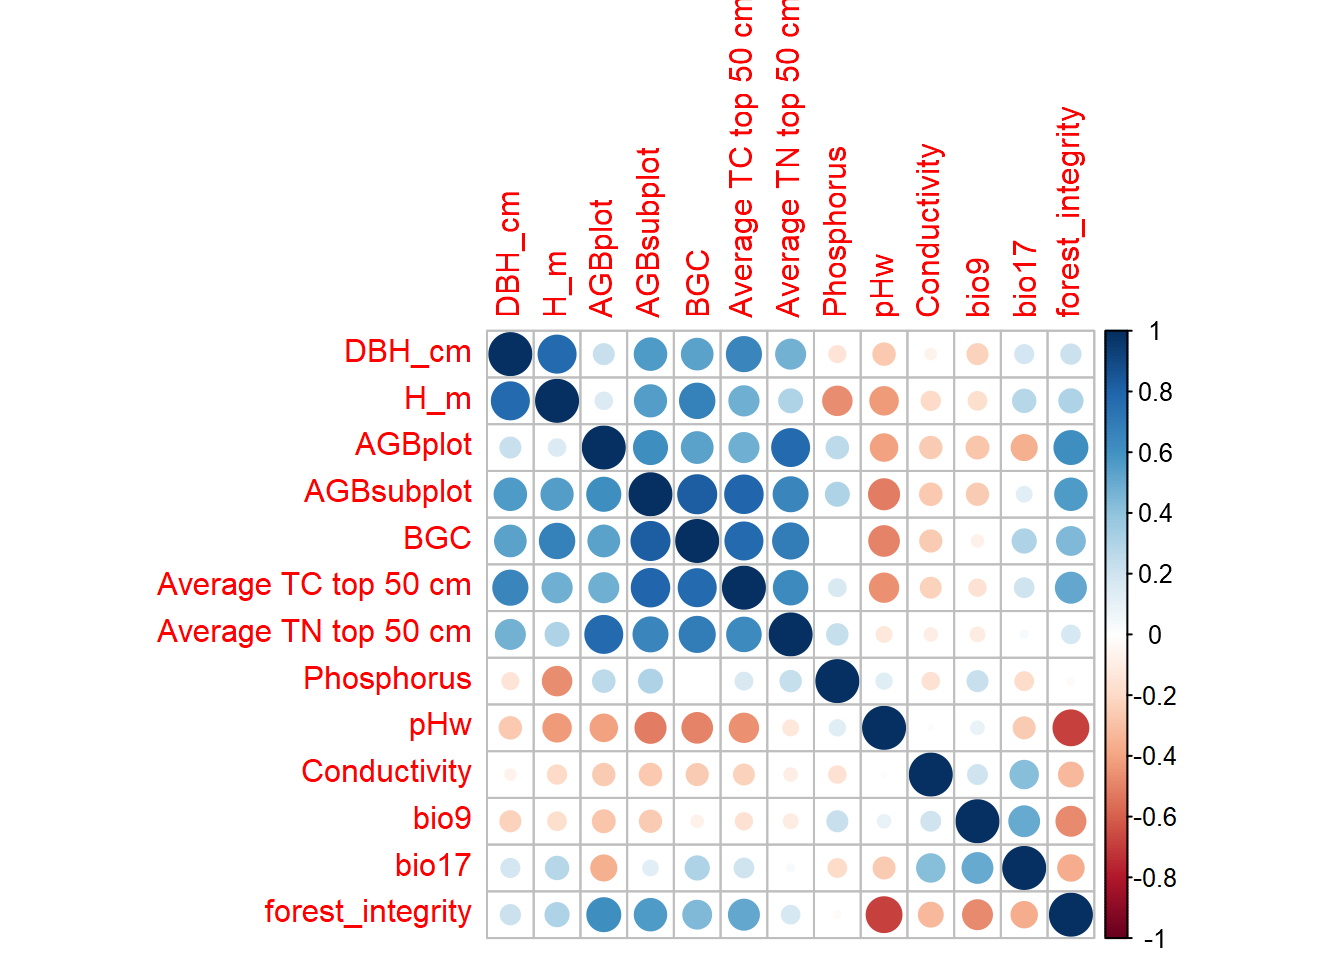 DBH_cm
H_m
AGBplot
AGBsubplot
BGC
Average TC top 50 cm
Average TN top 50 cm
Phosphorus
pHw
Conductivity
bio9
bio17
forest_integrity
DBH_cm
H_m
AGBplot
AGBsubplot
BGC
Average TC top 50 cm
Average TN top 50 cm
Phosphorus
pHw
Conductivity
bio9
bio17
forest_integrity
1
0.8
0.6
0.4
0.2
0
-0.2
-0.4
-0.6
-0.8
-1